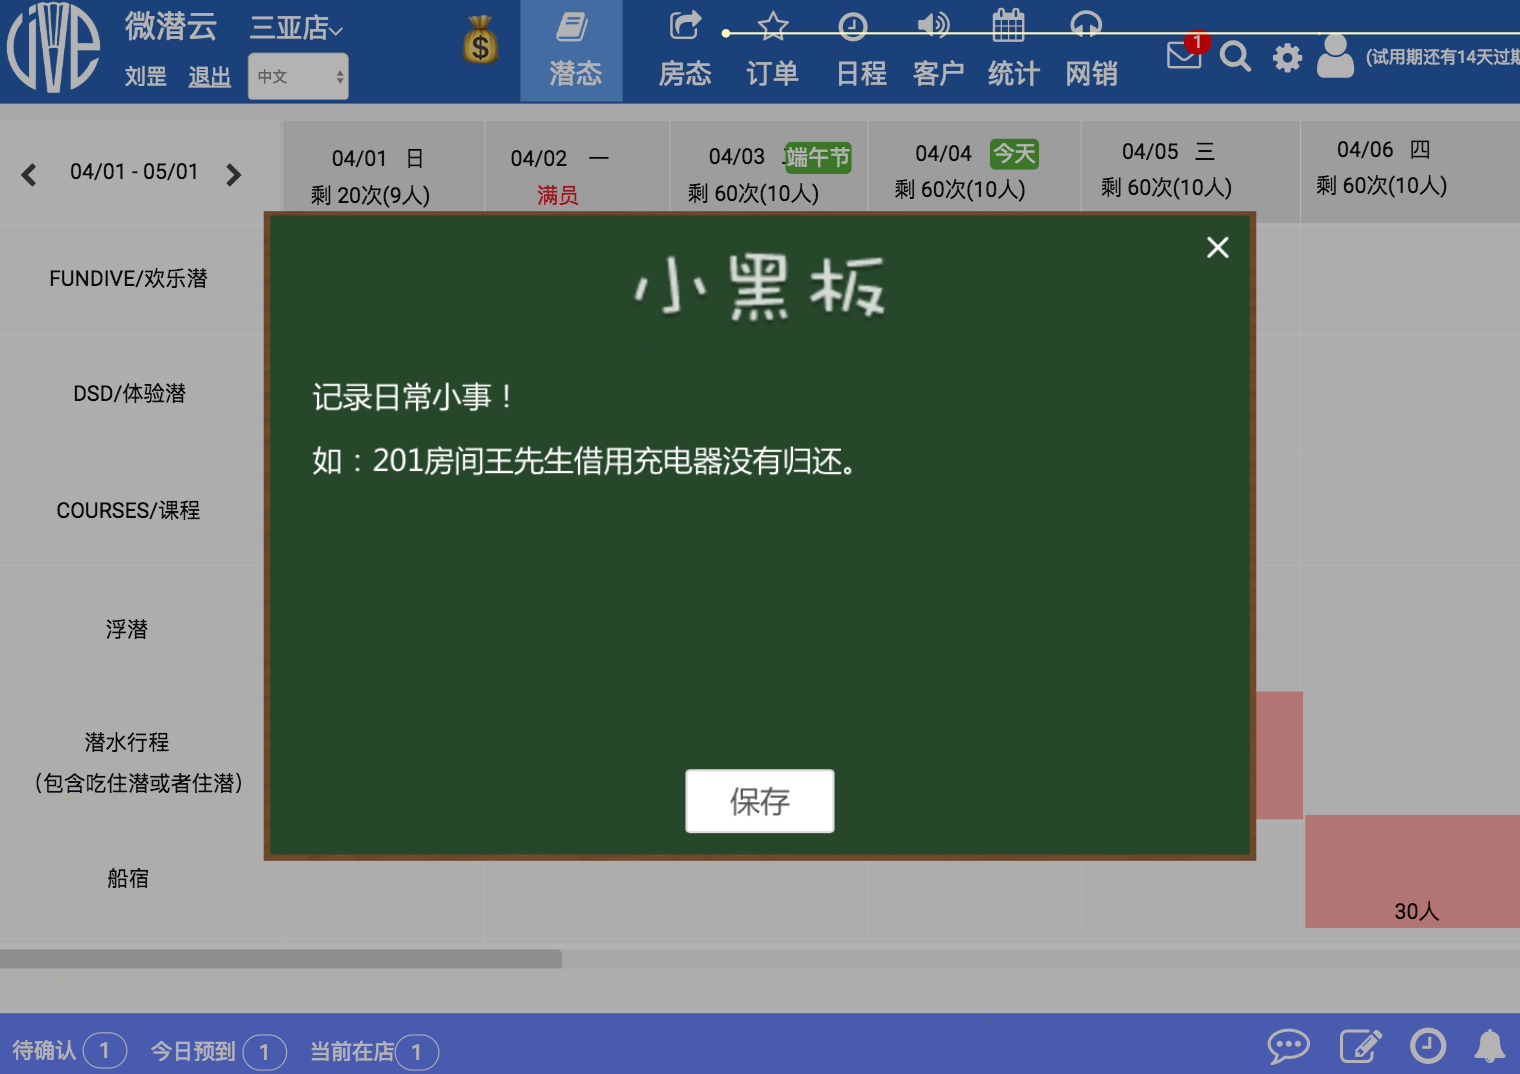 微潜云 三亚店
刘罡 退出 中文
潜态 房态 订单 日程 客户 统计 网销
1
(试用期还有14天过期
04/01 - 05/01
04/01 日
剩 20次(9人)
04/02 一
满员
04/03 端午节
剩 60次(10人)
04/04 今天
剩 60次(10人)
04/05 三
剩 60次(10人)
04/06 四
剩 60次(10人)
FUNDIVE/欢乐潜
DSD/体验潜
COURSES/课程
浮潜
潜水行程
（包含吃住潜或者住潜）
船宿
30人
小黑板
记录日常小事！
如：201房间王先生借用充电器没有归还。
保存
待确认 1 今日预到 1 当前在店 1